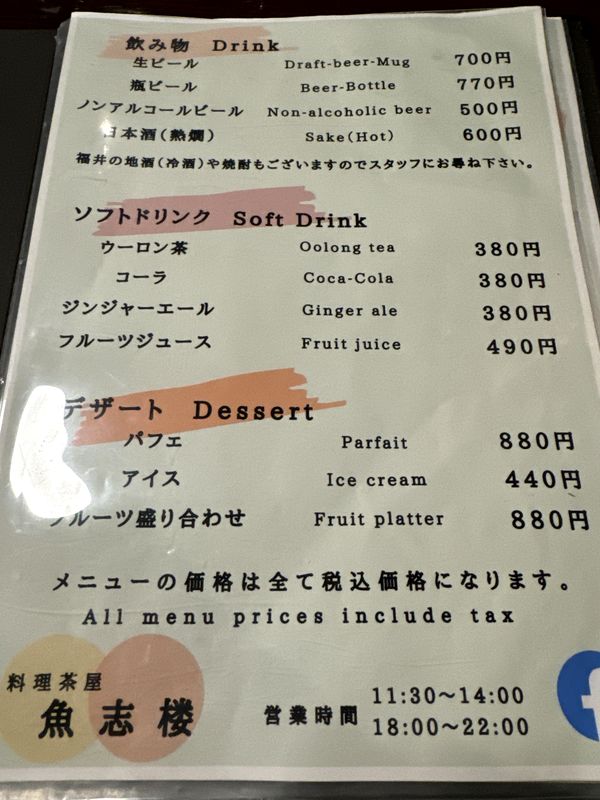 飲み物 Drink
生ビール Draft-beer-Mug 700円
瓶ビール Beer-Bottle 770円
ノンアルコールビール Non-alcoholic beer 500円
日本酒(熱燗) Sake(Hot) 600円
福井の地酒(冷酒)や焼酎もございますのでスタッフにお尋ね下さい。
ソフトドリンク Soft Drink
ウーロン茶 Oolong tea 380円
コーラ Coca-Cola 380円
ジンジャーエール Ginger ale 380円
フルーツジュース Fruit juice 490円
デザート Dessert
パフェ Parfait 880円
アイス Ice cream 440円
フルーツ盛り合わせ Fruit platter 880円
メニューの価格は全て税込価格になります。
All menu prices include tax
料理茶屋
魚志楼
営業時間 11:30〜14:00
18:00〜22:00